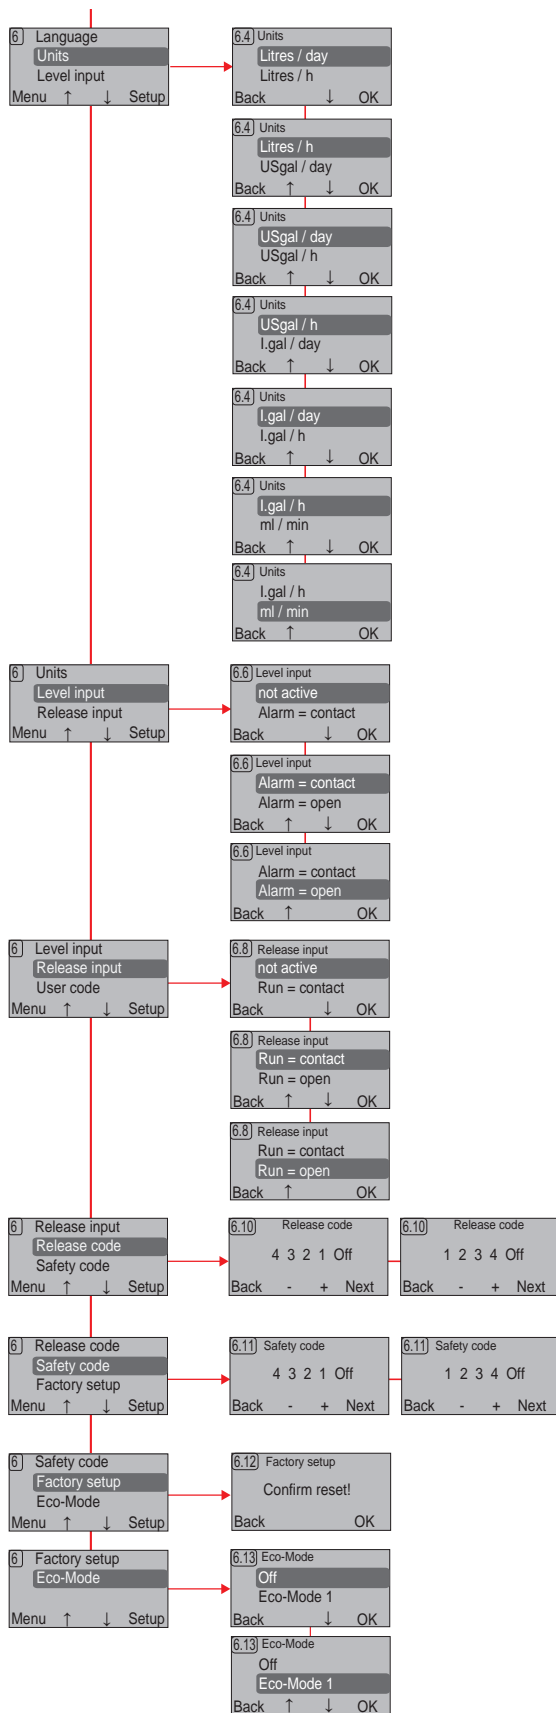 6 Language
Units
Level input
Menu ↑ ↓ Setup
6.4 Units
Litres / day
Litres / h
Back ↓ OK
6.4 Units
Litres / h
USgal / day
Back ↑ ↓ OK
6.4 Units
USgal / day
USgal / h
Back ↑ ↓ OK
6.4 Units
USgal / h
I.gal / day
Back ↑ ↓ OK
6.4 Units
I.gal / day
I.gal / h
Back ↑ ↓ OK
6.4 Units
I.gal / h
ml / min
Back ↑ ↓ OK
6.4 Units
I.gal / h
ml / min
Back ↑ OK
6 Units
Level input
Release input
Menu ↑ ↓ Setup
6.6 Level input
not active
Alarm = contact
Back ↓ OK
6.6 Level input
Alarm = contact
Alarm = open
Back ↑ ↓ OK
6.6 Level input
Alarm = contact
Alarm = open
Back ↑ OK
6 Level input
Release input
User code
Menu ↑ ↓ Setup
6.8 Release input
not active
Run = contact
Back ↓ OK
6.8 Release input
Run = contact
Run = open
Back ↑ ↓ OK
6.8 Release input
Run = contact
Run = open
Back ↑ OK
6 Release input
Release code
Safety code
Menu ↑ ↓ Setup
6.10 Release code
4 3 2 1 Off
Back - + Next
6.10 Release code
1 2 3 4 Off
Back - + Next
6 Release code
Safety code
Factory setup
Menu ↑ ↓ Setup
6.11 Safety code
4 3 2 1 Off
Back - + Next
6.11 Safety code
1 2 3 4 Off
Back - + Next
6 Safety code
Factory setup
Eco-Mode
Menu ↑ ↓ Setup
6.12 Factory setup
Confirm reset!
Back OK
6 Factory setup
Eco-Mode
Menu ↑ ↓ Setup
6.13 Eco-Mode
Off
Eco-Mode 1
Back ↓ OK
6.13 Eco-Mode
Off
Eco-Mode 1
Back ↑ ↓ OK